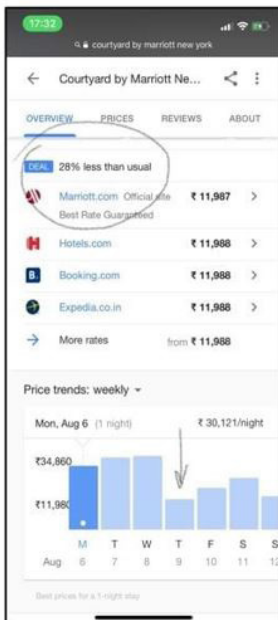 17:32
courtyard by marriott new york
Courtyard by Marriott Ne...
OVERVIEW PRICES REVIEWS ABOUT
DEAL 28% less than usual
Marriott.com Official site ₹ 11,987
Best Rate Guaranteed
H Hotels.com ₹ 11,988
B. Booking.com ₹ 11,988
Expedia.co.in ₹ 11,988
More rates from ₹ 11,988
Price trends: weekly
Mon, Aug 6 (1 night) ₹ 30,121/night
₹34,860
₹11,980
M T W T F S S
Aug 6 7 8 9 10 11 12
Best prices for a 1-night stay